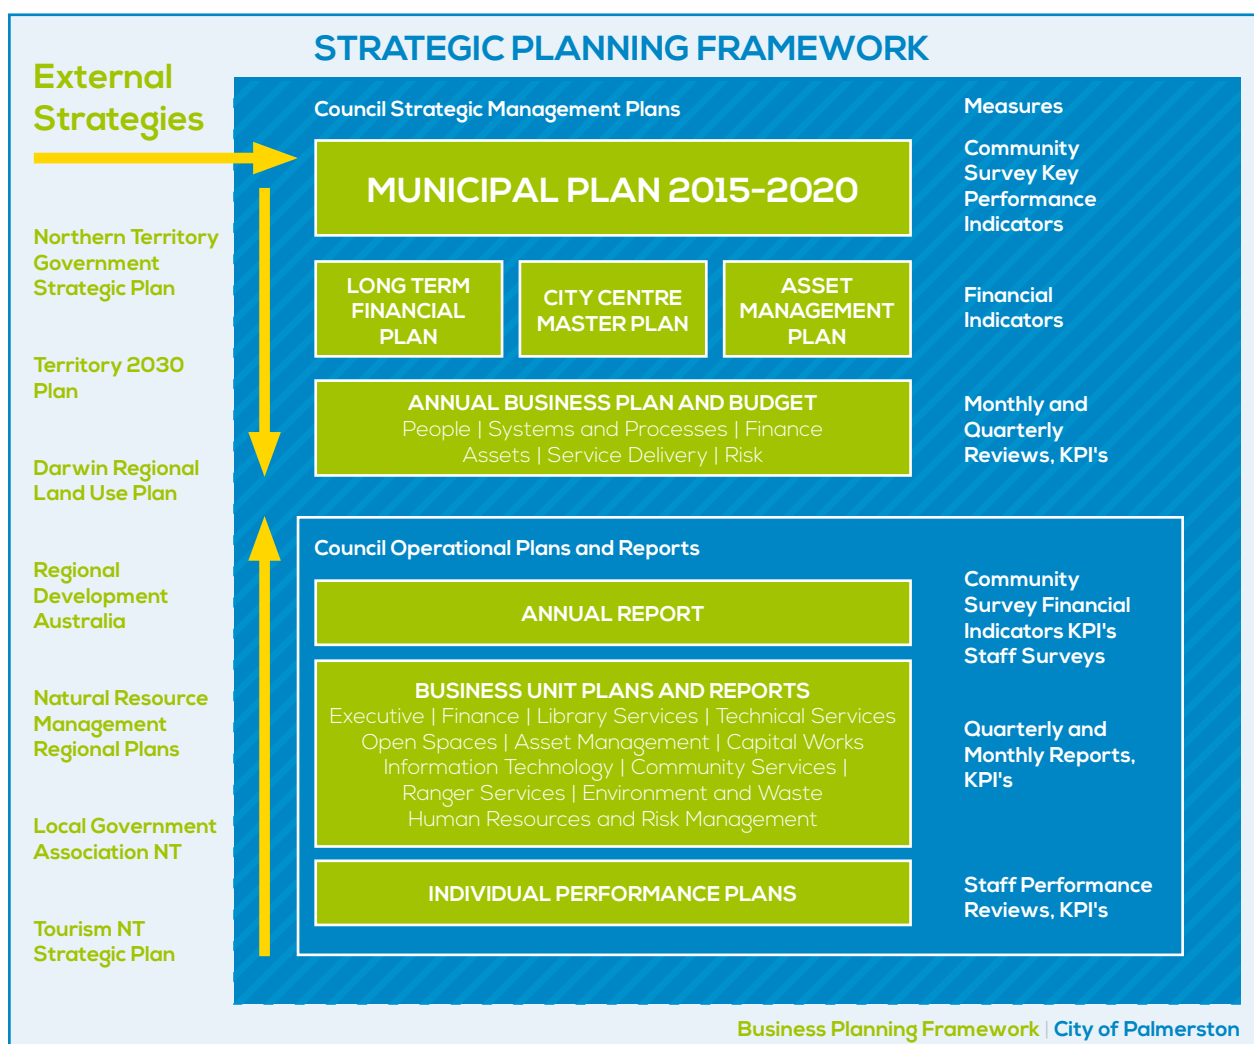 STRATEGIC PLANNING FRAMEWORK
External
Strategies
Northern Territory
Government
Strategic Plan
Territory 2030
Plan
Darwin Regional
Land Use Plan
Regional
Development
Australia
Natural Resource
Management
Regional Plans
Local Government
Association NT
Tourism NT
Strategic Plan
Council Strategic Management Plans
Measures
MUNICIPAL PLAN 2015-2020
Community
Survey Key
Performance
Indicators
LONG TERM
FINANCIAL
PLAN
CITY CENTRE
MASTER PLAN
ASSET
MANAGEMENT
PLAN
Financial
Indicators
ANNUAL BUSINESS PLAN AND BUDGET
People | Systems and Processes | Finance
Assets | Service Delivery | Risk
Monthly and
Quarterly
Reviews, KPI's
Council Operational Plans and Reports
ANNUAL REPORT
Community
Survey Financial
Indicators KPI's
Staff Surveys
BUSINESS UNIT PLANS AND REPORTS
Executive | Finance | Library Services | Technical Services
Open Spaces | Asset Management | Capital Works
Information Technology | Community Services |
Ranger Services | Environment and Waste
Human Resources and Risk Management
Quarterly and
Monthly Reports,
KPI's
INDIVIDUAL PERFORMANCE PLANS
Staff Performance
Reviews, KPI's
Business Planning Framework | City of Palmerston